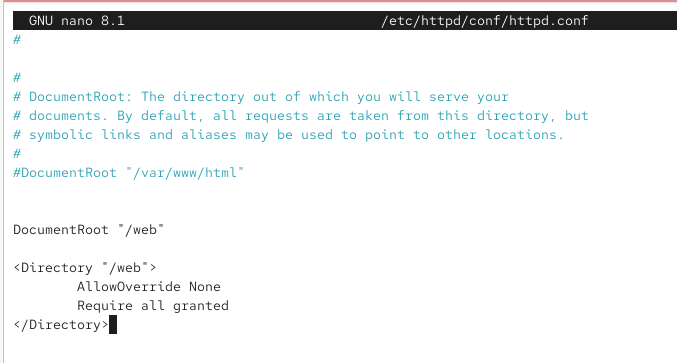 GNU nano 8.1 /etc/httpd/conf/httpd.conf
#
#
# DocumentRoot: The directory out of which you will serve your
# documents. By default, all requests are taken from this directory, but
# symbolic links and aliases may be used to point to other locations.
#
#DocumentRoot "/var/www/html"
DocumentRoot "/web"
<Directory "/web">
AllowOverride None
Require all granted
</Directory>